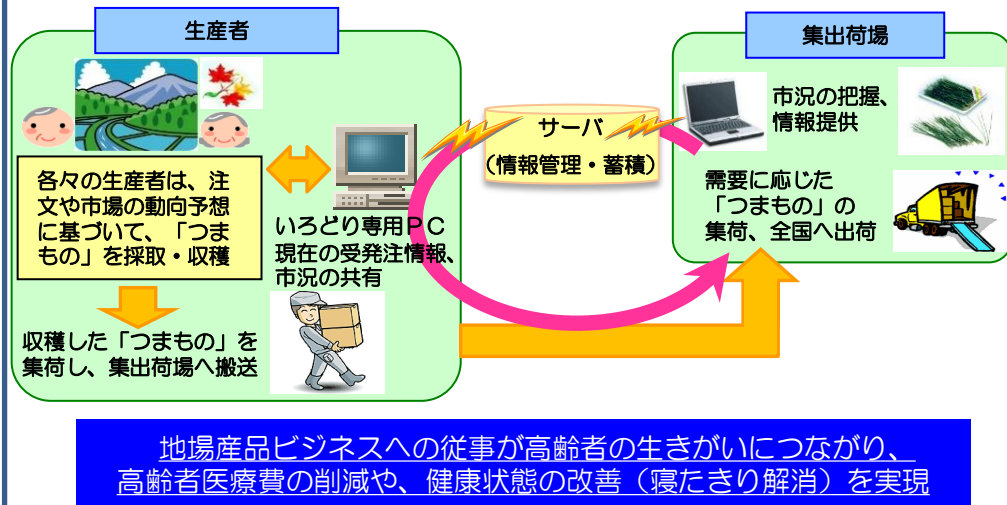 生産者
各々の生産者は、注
文や市場の動向予想
に基づいて、「つま
もの」を採取・収穫
収穫した「つまもの」を
集荷し、集出荷場へ搬送
いろどり専用ＰＣ
現在の受発注情報、
市況の共有
サーバ
（情報管理・蓄積）
集出荷場
市況の把握、
情報提供
需要に応じた
「つまもの」の
集荷、全国へ出荷
地場産品ビジネスへの従事が高齢者の生きがいにつながり、
高齢者医療費の削減や、健康状態の改善（寝たきり解消）を実現